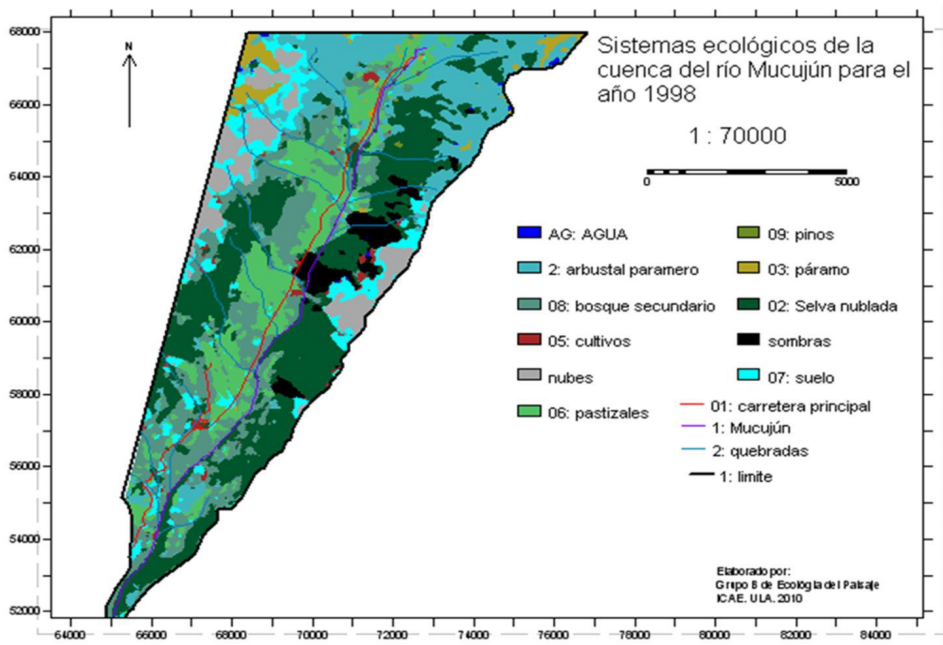 Sistemas ecológicos de la
cuenca del río Mucujún para el
año 1998
1 : 70000
0 5000
N
AG: AGUA
2: arbustal paramero
08: bosque secundario
05: cultivos
nubes
06: pastizales
09: pinos
03: páramo
02: Selva nublada
sombras
07: suelo
01: carretera principal
1: Mucujún
2: quebradas
1: limite
Elaborado por:
Grupo B de Ecología del Paisaje
ICAE. ULA. 2010
68000
66000
64000
62000
60000
58000
56000
54000
52000
64000 66000 68000 70000 72000 74000 76000 78000 80000 82000 84000